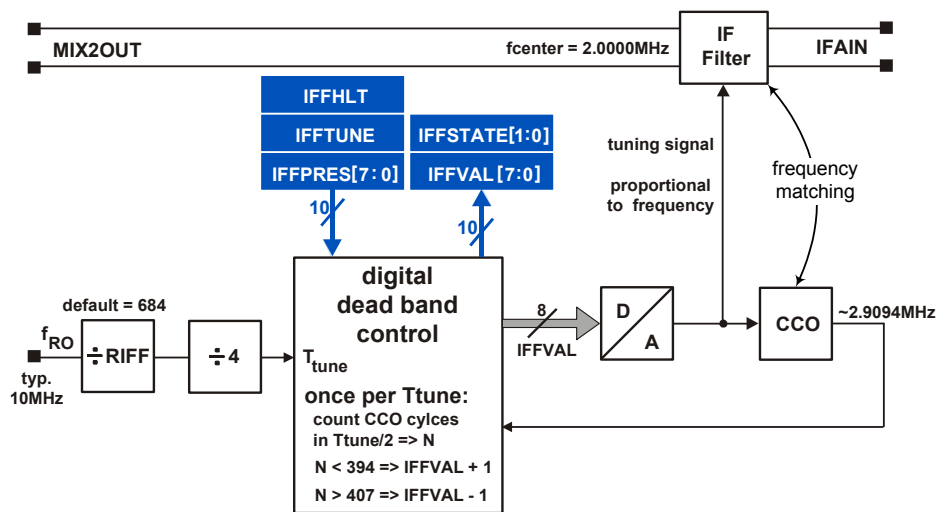 MIX2OUT
fcenter = 2.0000MHz
IF
Filter
IFAIN
IFFHLT
IFFTUNE
IFFPRES[7:0]
IFFSTATE[1:0]
IFFVAL [7:0]
tuning signal
proportional
to frequency
frequency
matching
10
10
digital
dead band
control
default = 684
fRO
÷RIFF
÷4
typ.
10MHz
Ttune
once per Ttune:
count CCO cylces
in Ttune/2 => N
N < 394 => IFFVAL + 1
N > 407 => IFFVAL - 1
8
IFFVAL
D
A
CCO
~2.9094MHz